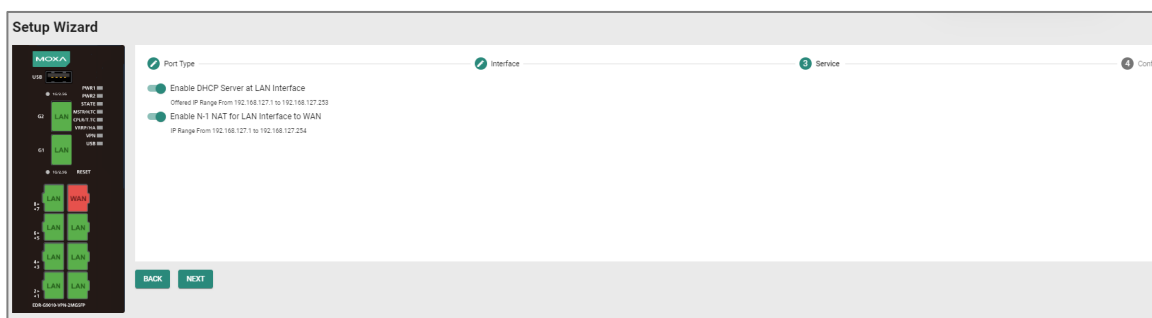 Setup Wizard
MOXA
USB
PWR1
PWR2
STATE
MSTR/H.TC
CPLR/T.TC
VRRP/HA
VPN
USB
G2 LAN
G1 LAN
RESET
LAN WAN
LAN LAN
LAN LAN
LAN LAN
EDR-G9010-VPN-2MGSFP
Port Type
Interface
3 Service
4 Con
Enable DHCP Server at LAN Interface
Offered IP Range From 192.168.127.1 to 192.168.127.253
Enable N-1 NAT for LAN Interface to WAN
IP Range From 192.168.127.1 to 192.168.127.254
BACK NEXT